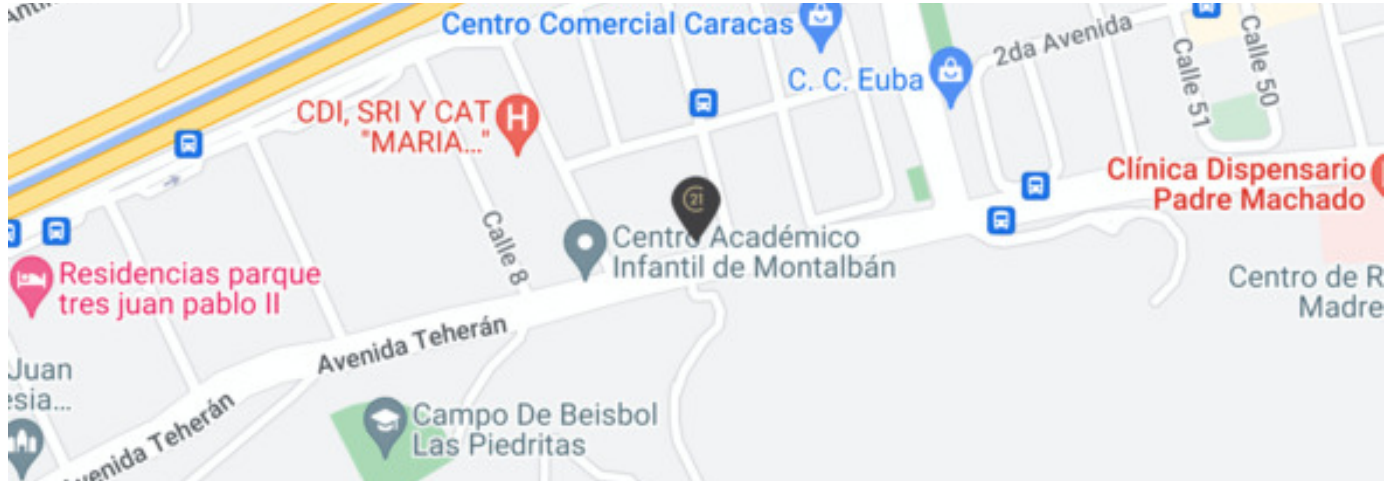 Centro Comercial Caracas
2da Avenida
Calle 51
Calle 50
C. C. Euba
CDI, SRI Y CAT
"MARIA..."
H
Clínica Dispensario
Padre Machado
21
Calle 8
Centro Académico
Infantil de Montalbán
Residencias parque
tres juan pablo II
Centro de R
Madre
Avenida Teherán
Juan
esia...
Campo De Beisbol
Las Piedritas
Avenida Teherán